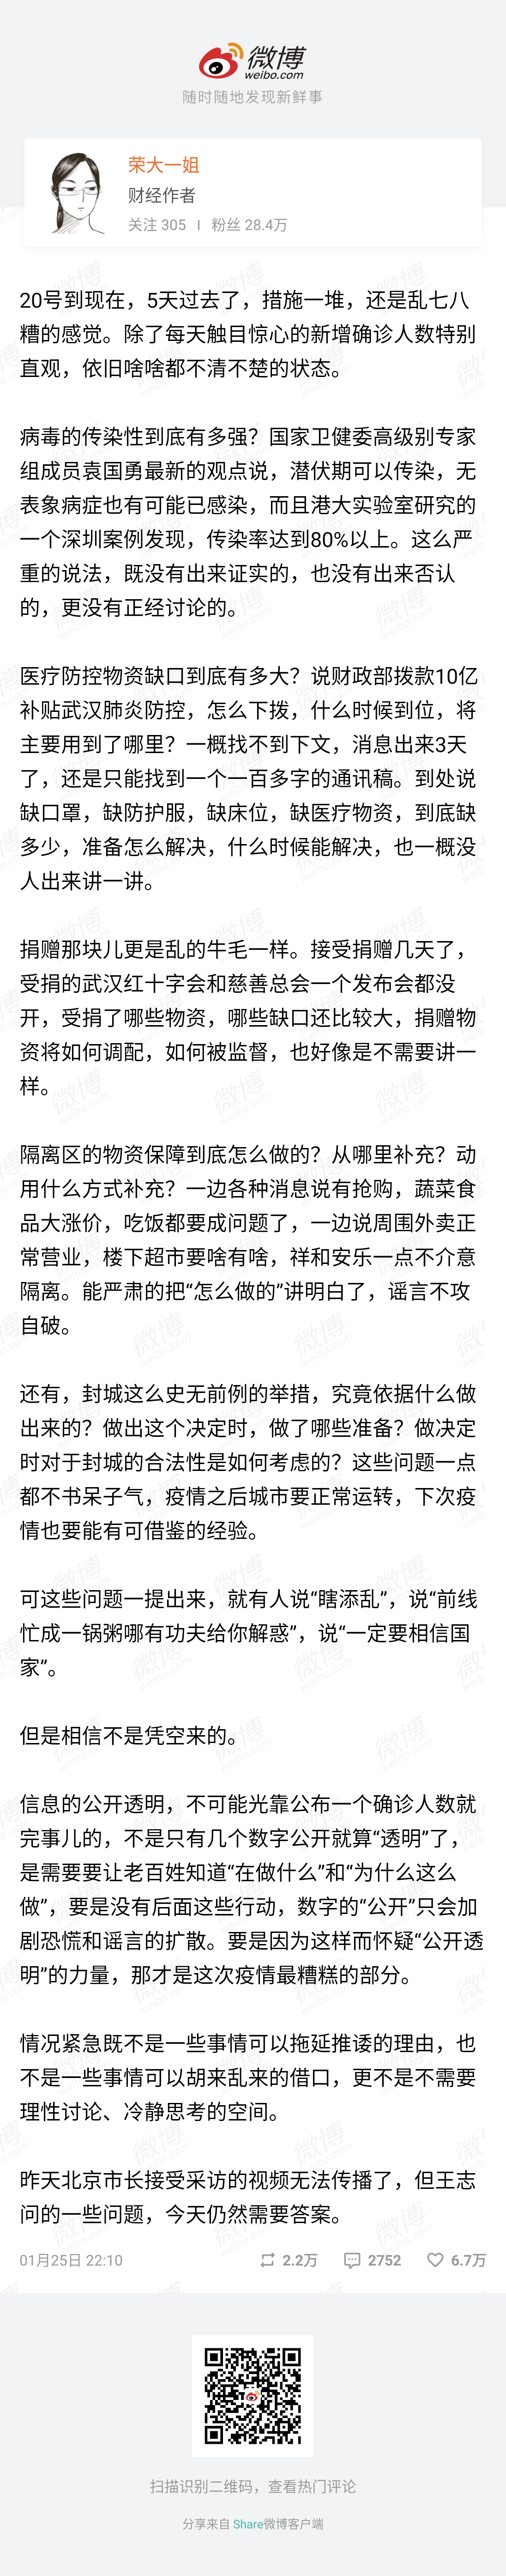 微博
weibo.com
随时随地发现新鲜事
荣大一姐
财经作者
关注 305 | 粉丝 28.4万
20号到现在，5天过去了，措施一堆，还是乱七八
糟的感觉。除了每天触目惊心的新增确诊人数特别
直观，依旧啥啥都不清不楚的状态。
病毒的传染性到底有多强？国家卫健委高级别专家
组成员袁国勇最新的观点说，潜伏期可以传染，无
表象病症也有可能已感染，而且港大实验室研究的
一个深圳案例发现，传染率达到80%以上。这么严
重的说法，既没有出来证实的，也没有出来否认
的，更没有正经讨论的。
医疗防控物资缺口到底有多大？说财政部拨款10亿
补贴武汉肺炎防控，怎么下拨，什么时候到位，将
主要用到了哪里？一概找不到下文，消息出来3天
了，还是只能找到一个一百多字的通讯稿。到处说
缺口罩，缺防护服，缺床位，缺医疗物资，到底缺
多少，准备怎么解决，什么时候能解决，也一概没
人出来讲一讲。
捐赠那块儿更是乱的牛毛一样。接受捐赠几天了，
受捐的武汉红十字会和慈善总会一个发布会都没
开，受捐了哪些物资，哪些缺口还比较大，捐赠物
资将如何调配，如何被监督，也好像是不需要讲一
样。
隔离区的物资保障到底怎么做的？从哪里补充？动
用什么方式补充？一边各种消息说有抢购，蔬菜食
品大涨价，吃饭都要成问题了，一边说周围外卖正
常营业，楼下超市要啥有啥，祥和安乐一点不介意
隔离。能严肃的把“怎么做的”讲明白了，谣言不攻
自破。
还有，封城这么史无前例的举措，究竟依据什么做
出来的？做出这个决定时，做了哪些准备？做决定
时对于封城的合法性是如何考虑的？这些问题一点
都不书呆子气，疫情之后城市要正常运转，下次疫
情也要能有可借鉴的经验。
可这些问题一提出来，就有人说“瞎添乱”，说“前线
忙成一锅粥哪有功夫给你解惑”，说“一定要相信国
家”。
但是相信不是凭空来的。
信息的公开透明，不可能光靠公布一个确诊人数就
完事儿的，不是只有几个数字公开就算“透明”了，
是需要要让老百姓知道“在做什么”和“为什么这么
做”，要是没有后面这些行动，数字的“公开”只会加
剧恐慌和谣言的扩散。要是因为这样而怀疑“公开透
明”的力量，那才是这次疫情最糟糕的部分。
情况紧急既不是一些事情可以拖延推诿的理由，也
不是一些事情可以胡来乱来的借口，更不是不需要
理性讨论、冷静思考的空间。
昨天北京市长接受采访的视频无法传播了，但王志
问的一些问题，今天仍然需要答案。
01月25日 22:10 2.2万 2752 6.7万
扫描识别二维码，查看热门评论
分享来自 Share微博客户端